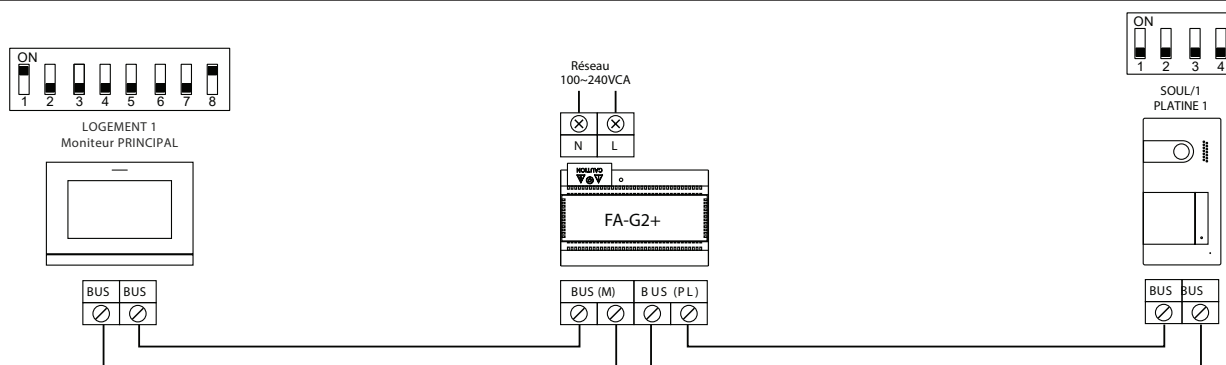 ON
1 2 3 4 5 6 7 8
LOGEMENT 1
Moniteur PRINCIPAL
BUS BUS
Réseau
100~240VCA
N L
CAUTION
FA-G2+
BUS (M) BUS (PL)
ON
1 2 3 4
SOUL/1
PLATINE 1
BUS BUS